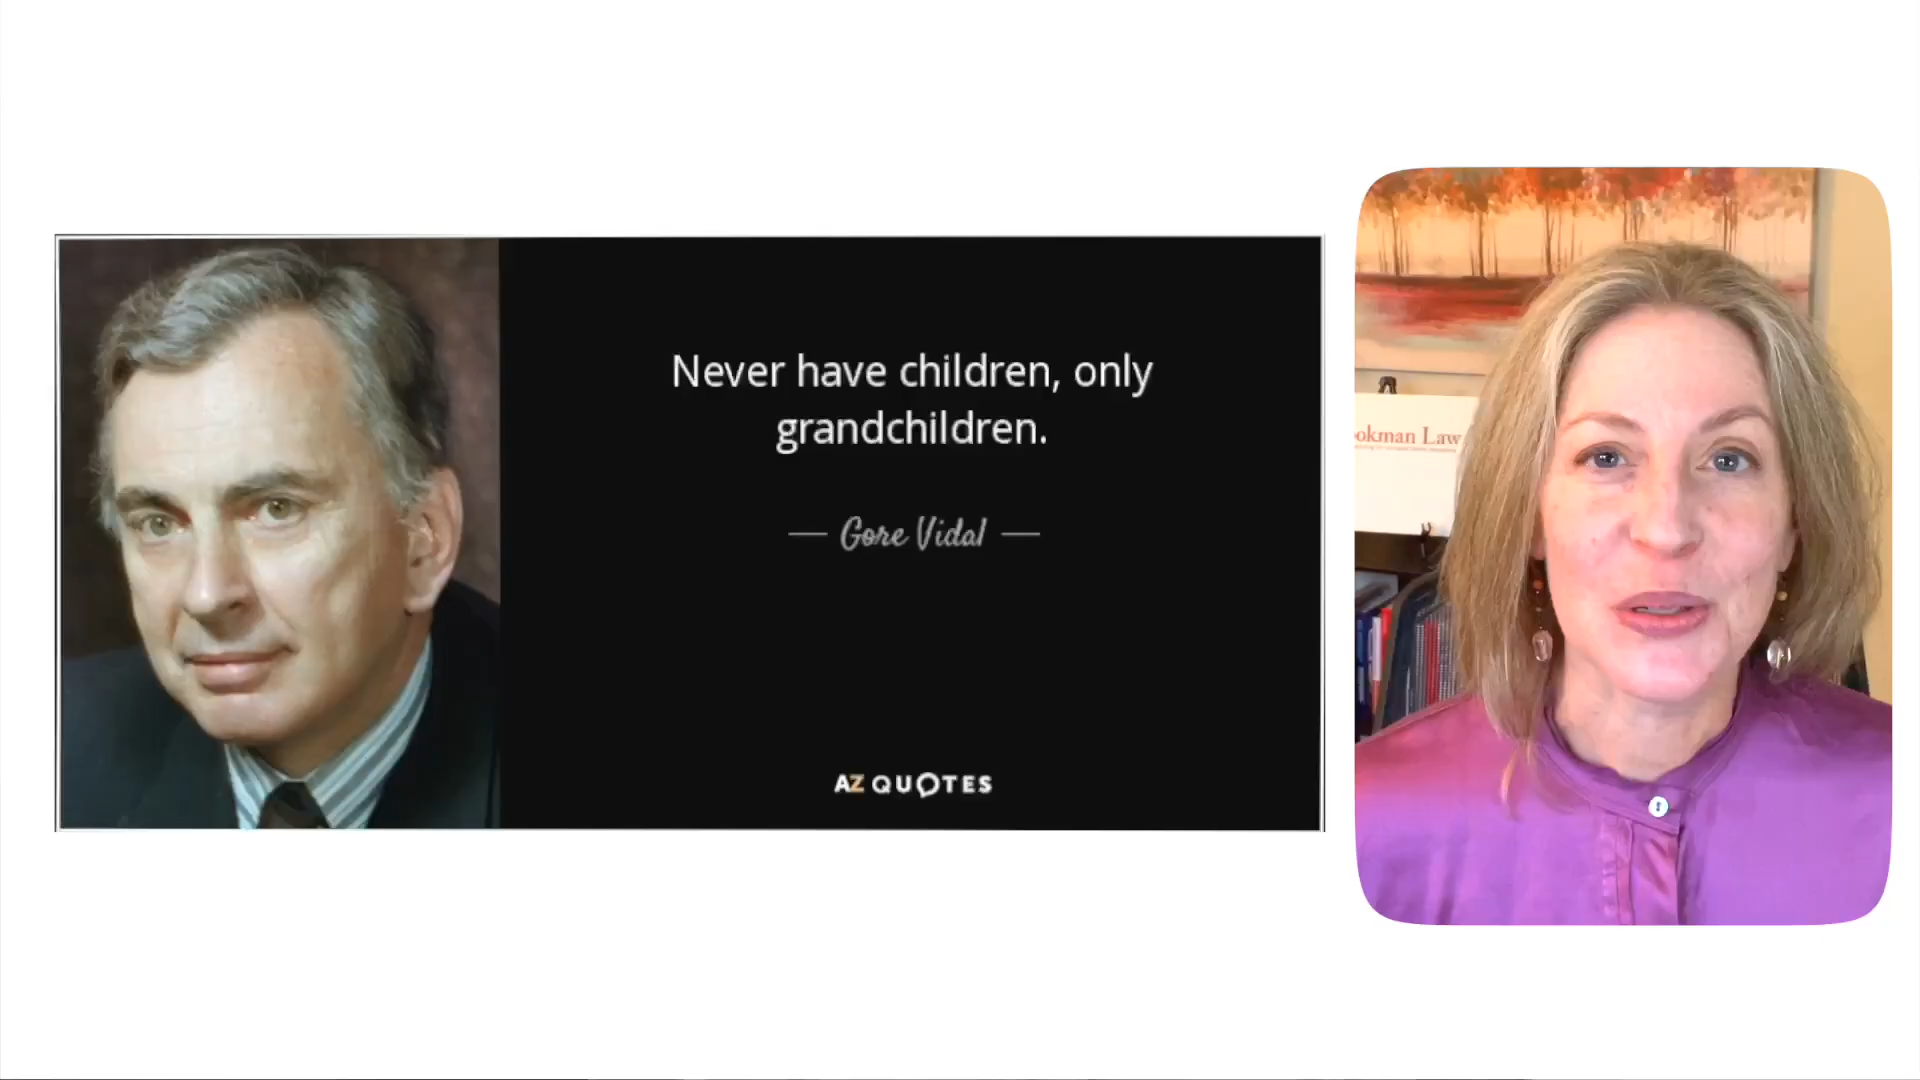 Never have children, only
grandchildren.
— Gore Vidal —
AZ QUOTES
okman Law